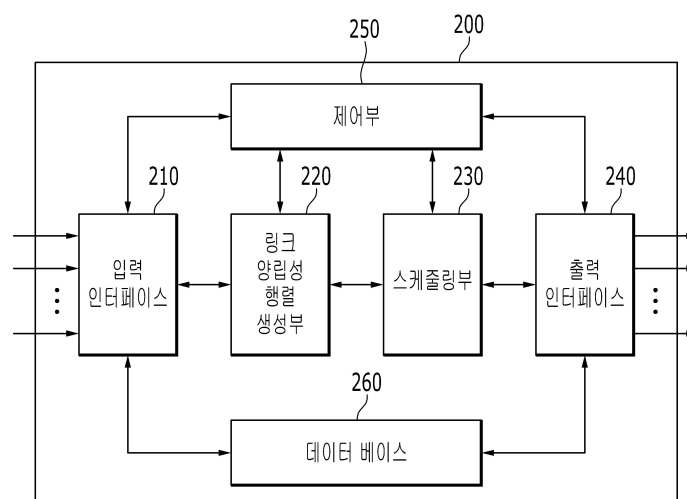 250
200
제어부
210
220
230
240
입력
인터페이스
링크
양립성
행렬
생성부
스케줄링부
출력
인터페이스
260
데이터 베이스